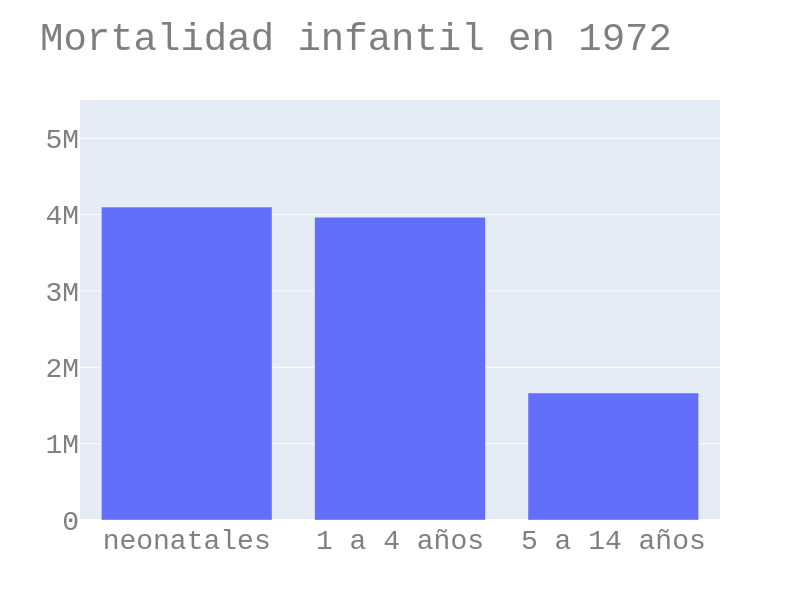 Mortalidad infantil en 1972
5M
4M
3M
2M
1M
0
neonatales
1 a 4 años
5 a 14 años